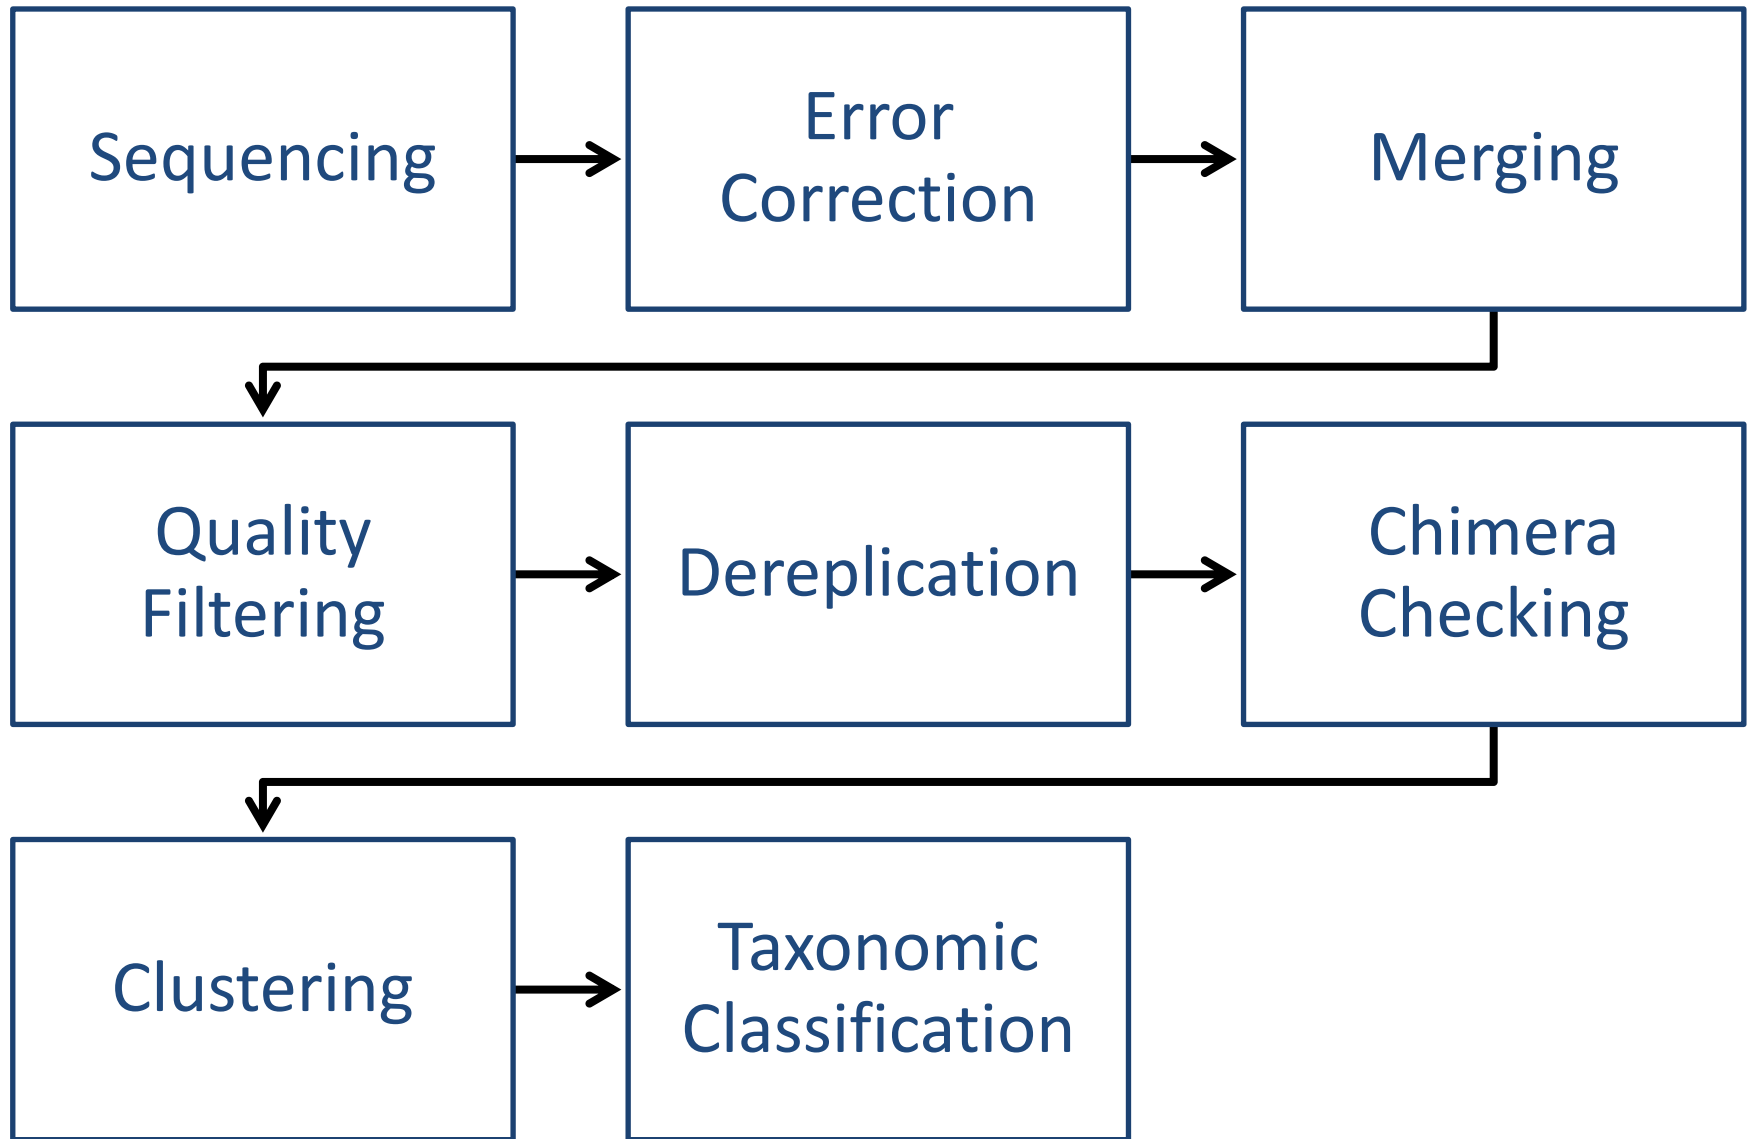 Sequencing
Error
Correction
Merging
Quality
Filtering
Dereplication
Chimera
Checking
Clustering
Taxonomic
Classification